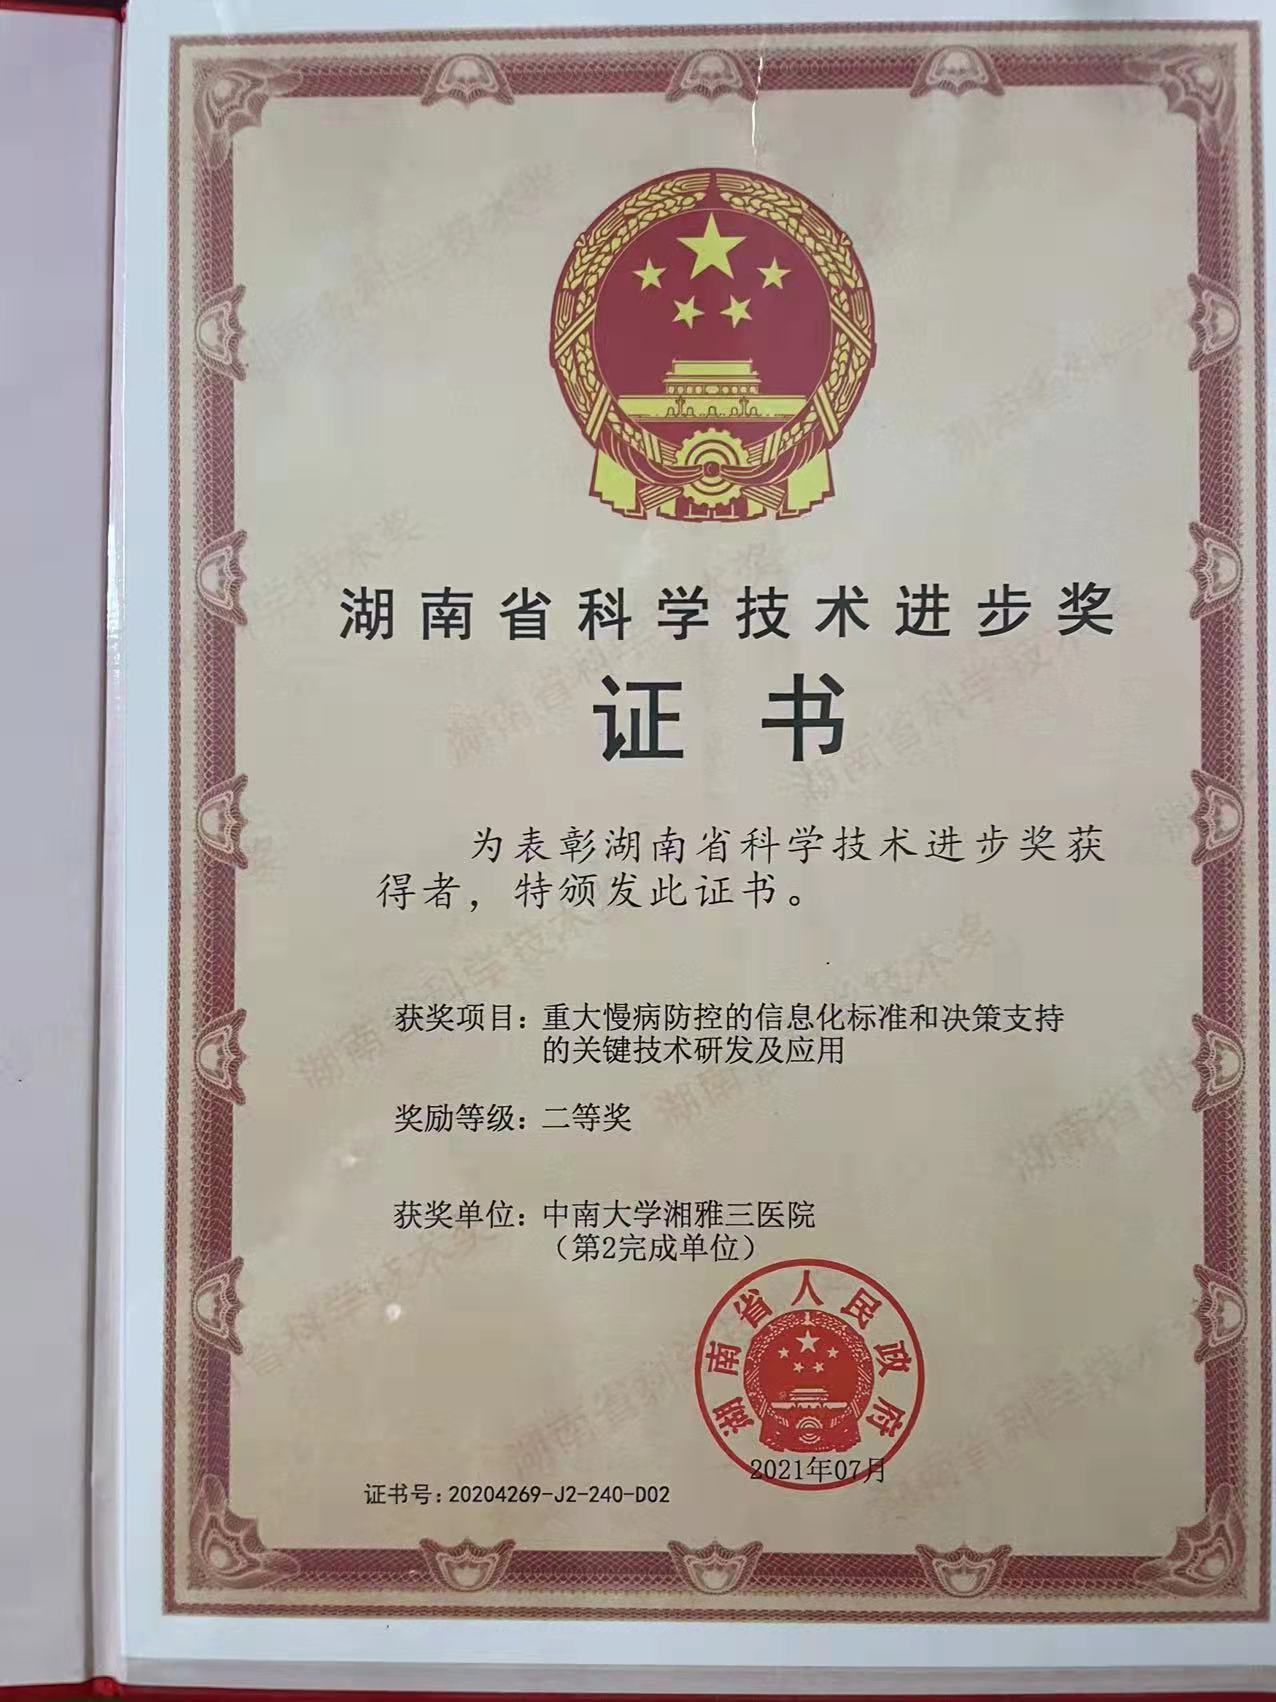 湖南省科学技术进步奖
证书
为表彰湖南省科学技术进步奖获
得者，特颁发此证书。
获奖项目：重大慢病防控的信息化标准和决策支持
的关键技术研发及应用
奖励等级：二等奖
获奖单位：中南大学湘雅三医院
（第2完成单位）
湖南省人民政府
2021年07月
证书号：20204269-J2-240-D02